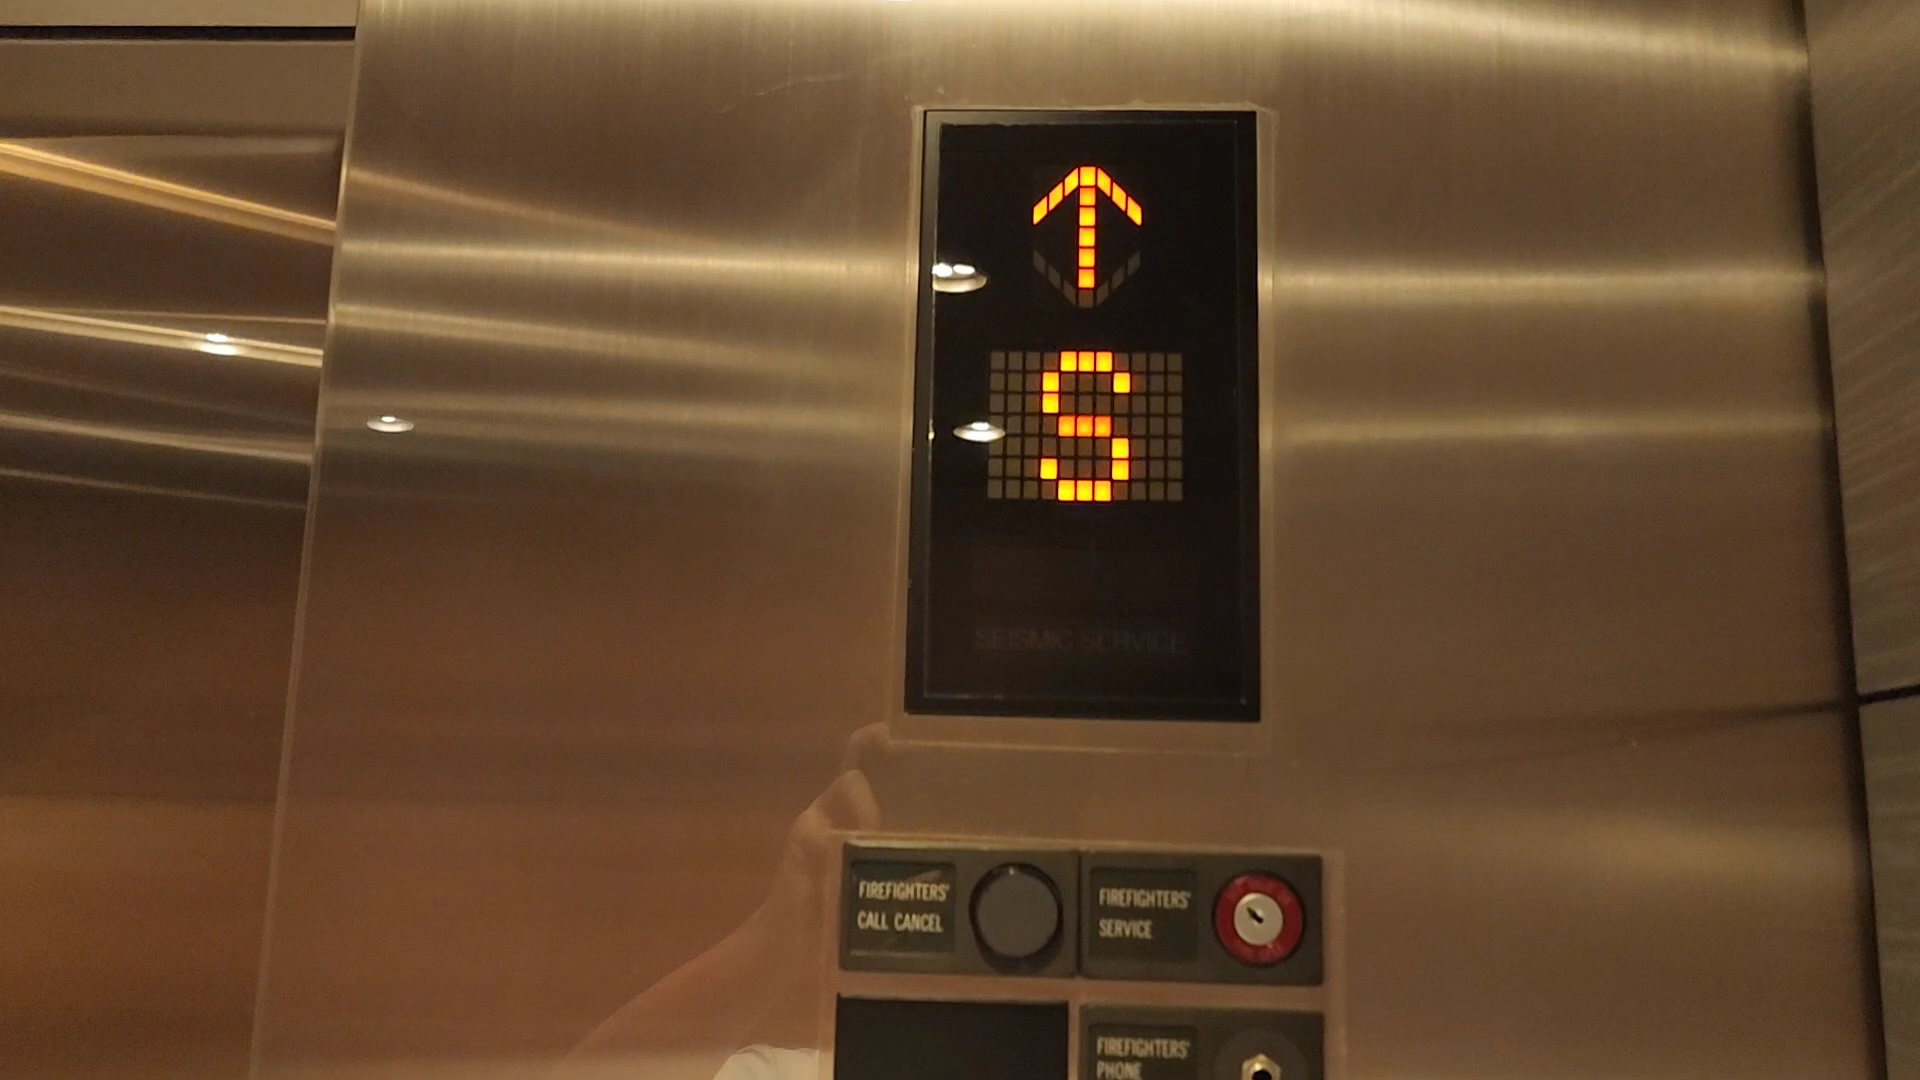 S
SEISMIC SERVICE
FIREFIGHTERS'
CALL CANCEL
FIREFIGHTERS'
SERVICE
FIREFIGHTERS'
PHONE